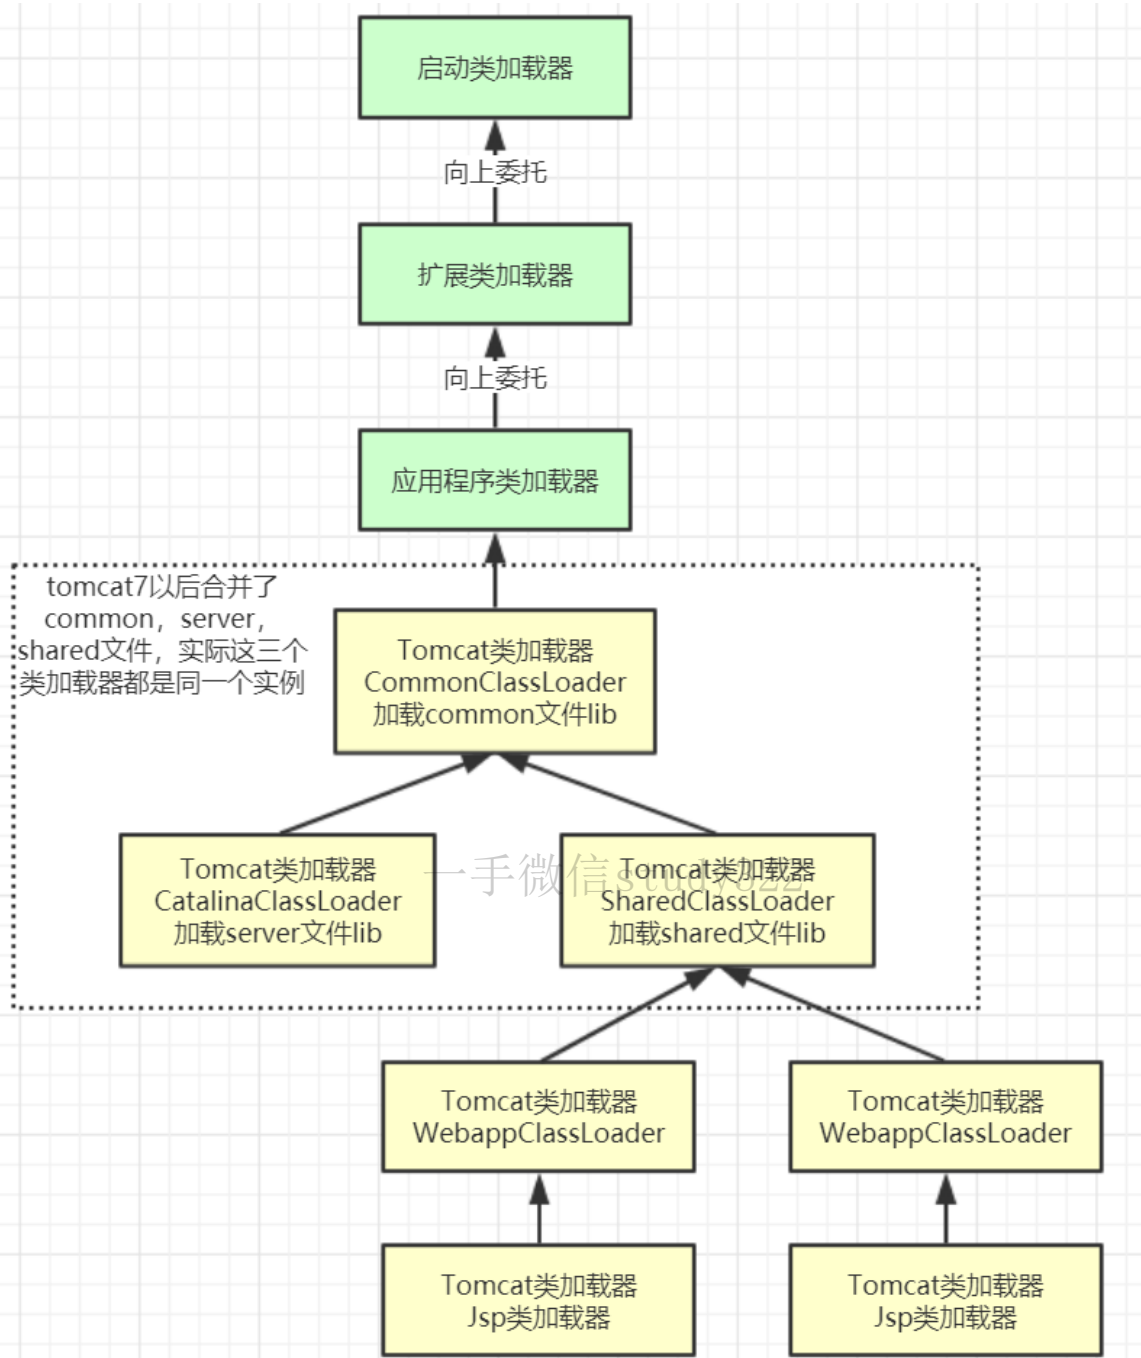 启动类加载器
向上委托
扩展类加载器
向上委托
应用程序类加载器
tomcat7以后合并了
common，server，
shared文件，实际这三个
类加载器都是同一个实例
Tomcat类加载器
CommonClassLoader
加载common文件lib
Tomcat类加载器
CatalinaClassLoader
加载server文件lib
一手微信study822
Tomcat类加载器
SharedClassLoader
加载shared文件lib
Tomcat类加载器
WebappClassLoader
Tomcat类加载器
WebappClassLoader
Tomcat类加载器
Jsp类加载器
Tomcat类加载器
Jsp类加载器